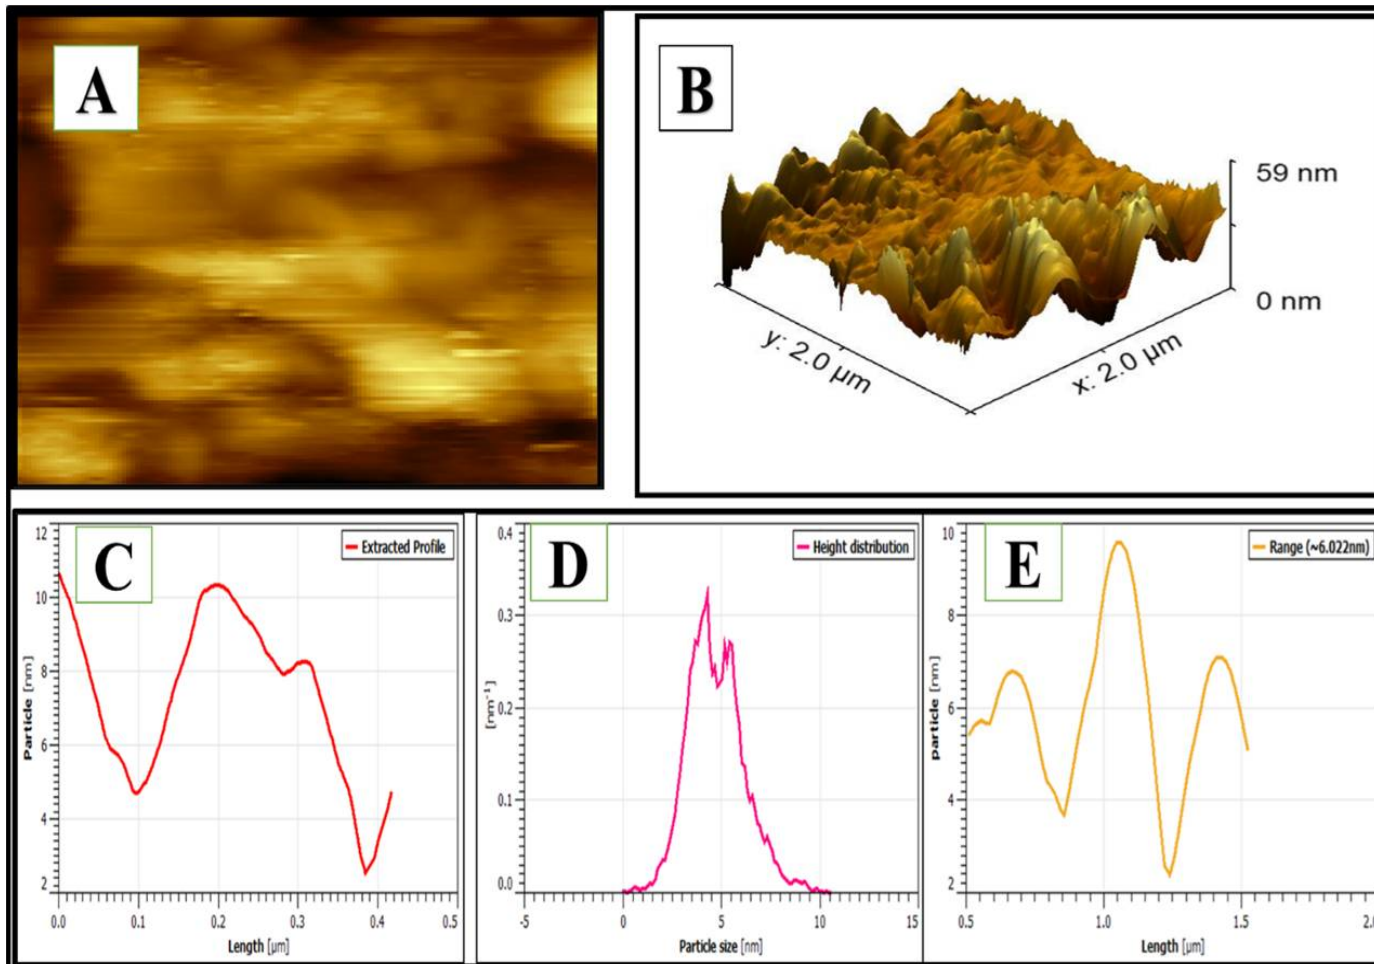 A
B
59 nm
0 nm
y: 2.0 µm
x: 2.0 µm
C
Extracted Profile
Particle [nm]
12
10
8
6
4
2
0.0 0.1 0.2 0.3 0.4 0.5
Length [µm]
D
Height distribution
[nm⁻¹]
0.4
0.3
0.2
0.1
0.0
-5 0 5 10 15
Particle size [nm]
E
Range (~6.022nm)
particle [nm]
10
8
6
4
2
0.5 1.0 1.5 2.0
Length [µm]